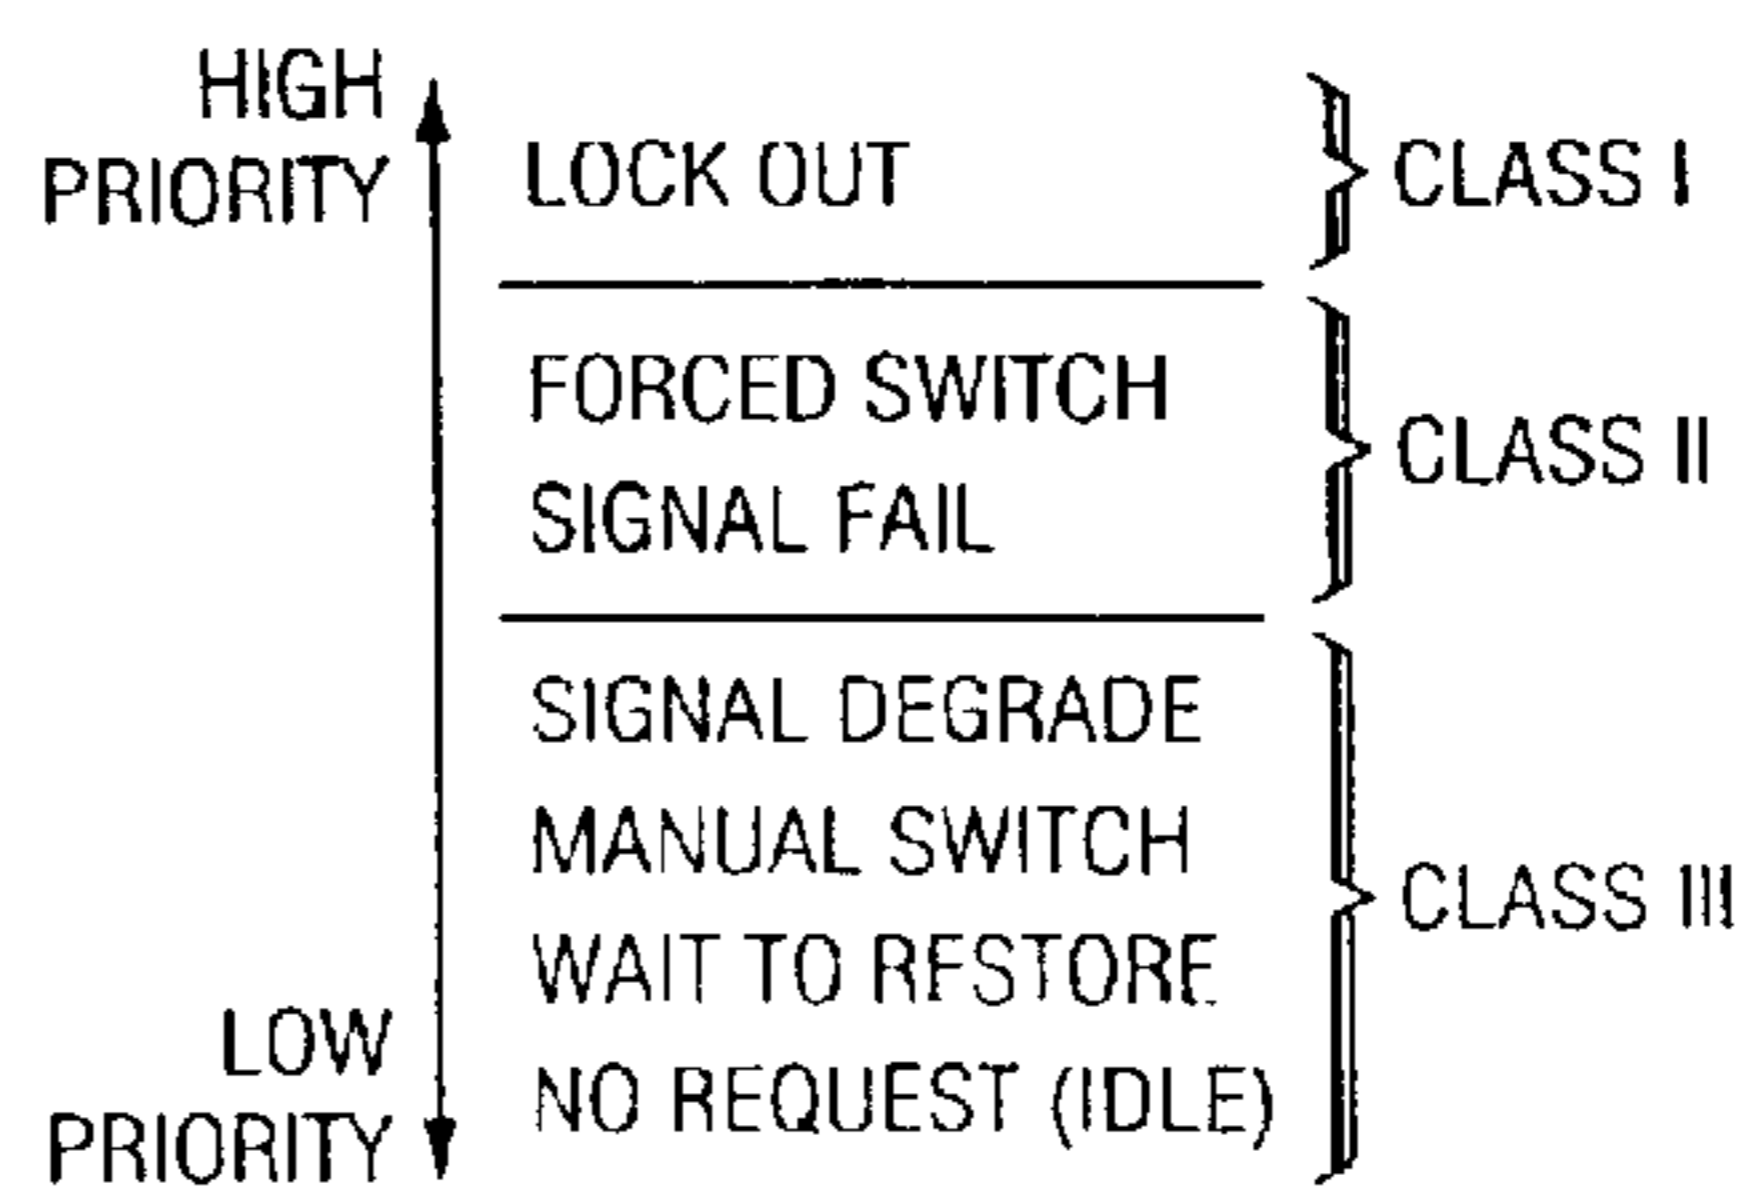 HIGH
PRIORITY
LOCK OUT
CLASS I
FORCED SWITCH
SIGNAL FAIL
CLASS II
SIGNAL DEGRADE
MANUAL SWITCH
WAIT TO RESTORE
NO REQUEST (IDLE)
CLASS III
LOW
PRIORITY